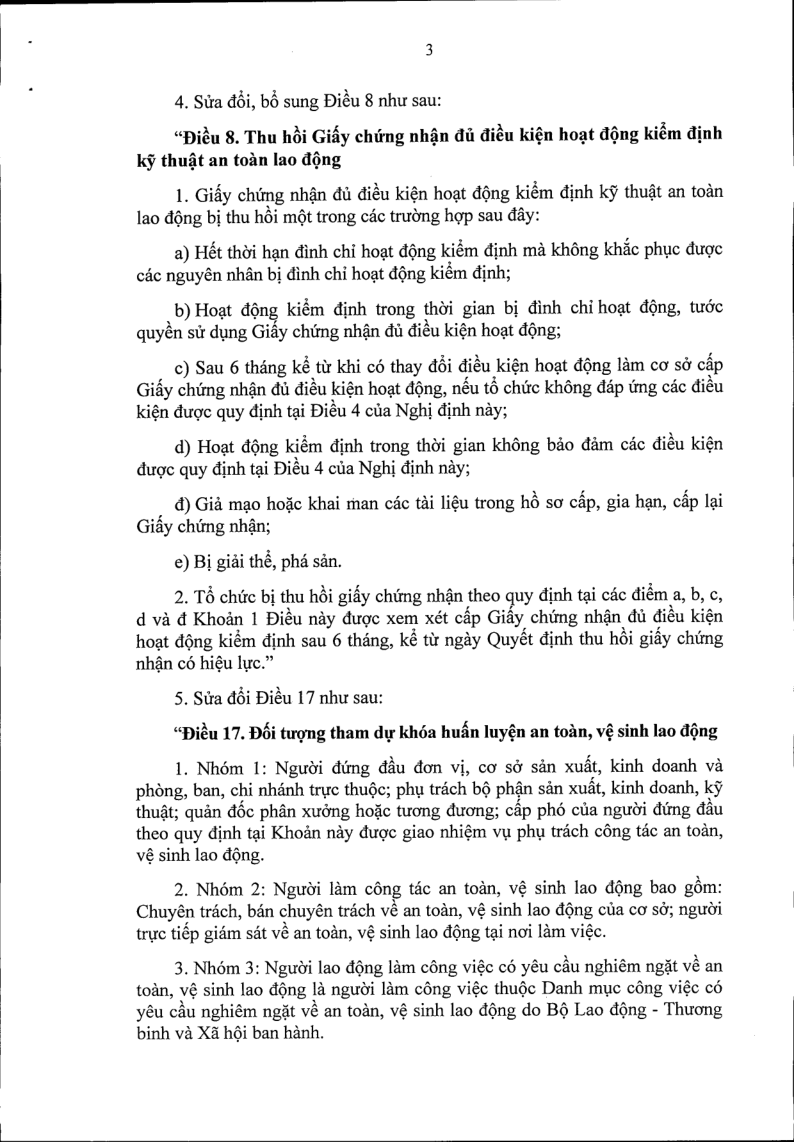 3
4. Sửa đổi, bổ sung Điều 8 như sau:
“Điều 8. Thu hồi Giấy chứng nhận đủ điều kiện hoạt động kiểm định
kỹ thuật an toàn lao động
1. Giấy chứng nhận đủ điều kiện hoạt động kiểm định kỹ thuật an toàn
lao động bị thu hồi một trong các trường hợp sau đây:
a) Hết thời hạn đình chỉ hoạt động kiểm định mà không khắc phục được
các nguyên nhân bị đình chỉ hoạt động kiểm định;
b) Hoạt động kiểm định trong thời gian bị đình chỉ hoạt động, tước
quyền sử dụng Giấy chứng nhận đủ điều kiện hoạt động;
c) Sau 6 tháng kể từ khi có thay đổi điều kiện hoạt động làm cơ sở cấp
Giấy chứng nhận đủ điều kiện hoạt động, nếu tổ chức không đáp ứng các điều
kiện được quy định tại Điều 4 của Nghị định này;
d) Hoạt động kiểm định trong thời gian không bảo đảm các điều kiện
được quy định tại Điều 4 của Nghị định này;
đ) Giả mạo hoặc khai man các tài liệu trong hồ sơ cấp, gia hạn, cấp lại
Giấy chứng nhận;
e) Bị giải thể, phá sản.
2. Tổ chức bị thu hồi giấy chứng nhận theo quy định tại các điểm a, b, c,
d và đ Khoản 1 Điều này được xem xét cấp Giấy chứng nhận đủ điều kiện
hoạt động kiểm định sau 6 tháng, kể từ ngày Quyết định thu hồi giấy chứng
nhận có hiệu lực.”
5. Sửa đổi Điều 17 như sau:
“Điều 17. Đối tượng tham dự khóa huấn luyện an toàn, vệ sinh lao động
1. Nhóm 1: Người đứng đầu đơn vị, cơ sở sản xuất, kinh doanh và
phòng, ban, chi nhánh trực thuộc; phụ trách bộ phận sản xuất, kinh doanh, kỹ
thuật; quản đốc phân xưởng hoặc tương đương; cấp phó của người đứng đầu
theo quy định tại Khoản này được giao nhiệm vụ phụ trách công tác an toàn,
vệ sinh lao động.
2. Nhóm 2: Người làm công tác an toàn, vệ sinh lao động bao gồm:
Chuyên trách, bán chuyên trách về an toàn, vệ sinh lao động của cơ sở; người
trực tiếp giám sát về an toàn, vệ sinh lao động tại nơi làm việc.
3. Nhóm 3: Người lao động làm công việc có yêu cầu nghiêm ngặt về an
toàn, vệ sinh lao động là người làm công việc thuộc Danh mục công việc có
yêu cầu nghiêm ngặt về an toàn, vệ sinh lao động do Bộ Lao động - Thương
binh và Xã hội ban hành.